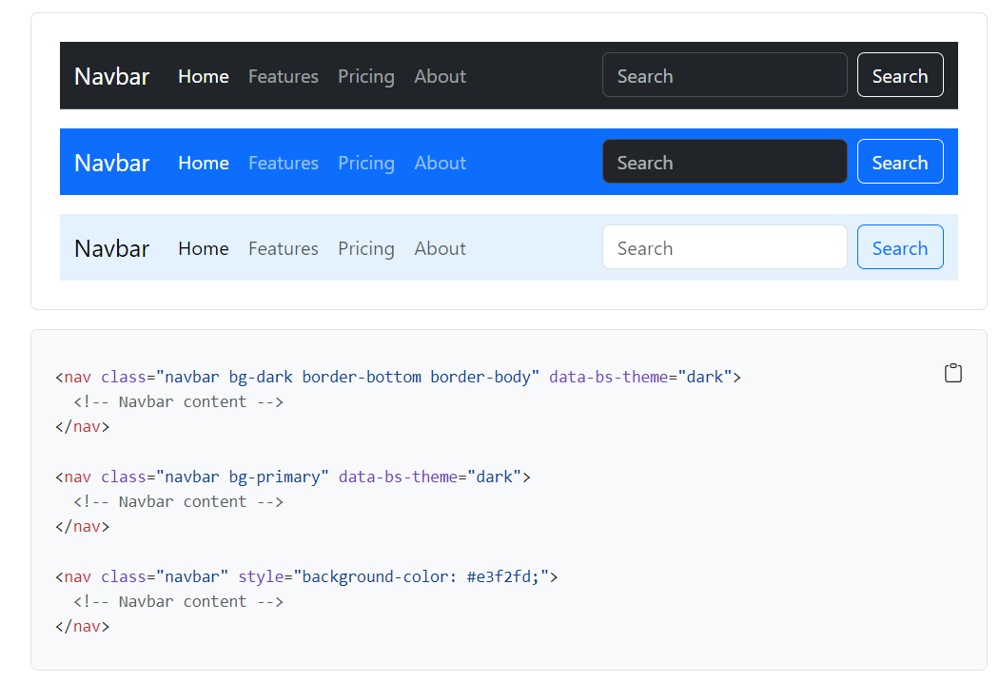 Navbar Home Features Pricing About Search Search
Navbar Home Features Pricing About Search Search
Navbar Home Features Pricing About Search Search
<nav class="navbar bg-dark border-bottom border-body" data-bs-theme="dark">
  <!-- Navbar content -->
</nav>
<nav class="navbar bg-primary" data-bs-theme="dark">
  <!-- Navbar content -->
</nav>
<nav class="navbar" style="background-color: #e3f2fd;">
  <!-- Navbar content -->
</nav>